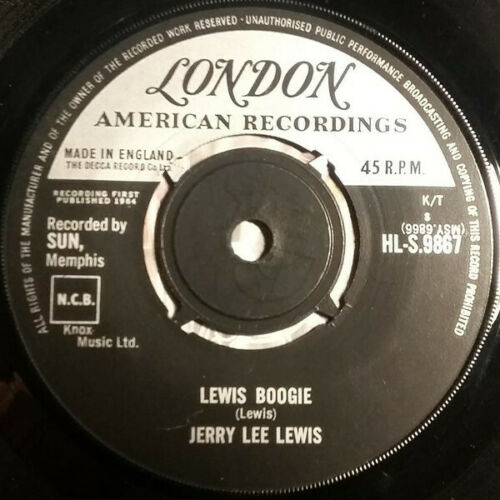 ALL RIGHTS OF THE MANUFACTURER AND OF THE OWNER OF THE RECORDED WORK RESERVED · UNAUTHORISED PUBLIC PERFORMANCE BROADCASTING AND COPYING OF THIS RECORD PROHIBITED
LONDON
AMERICAN RECORDINGS
MADE IN ENGLAND
THE DECCA RECORD Co Ltd.
45 R.P.M.
RECORDING FIRST
PUBLISHED 1964
K/T
s
Recorded by
SUN,
Memphis
(MSY.6866)
HL-S.9867
N.C.B.
Knox
Music Ltd.
LEWIS BOOGIE
(Lewis)
JERRY LEE LEWIS